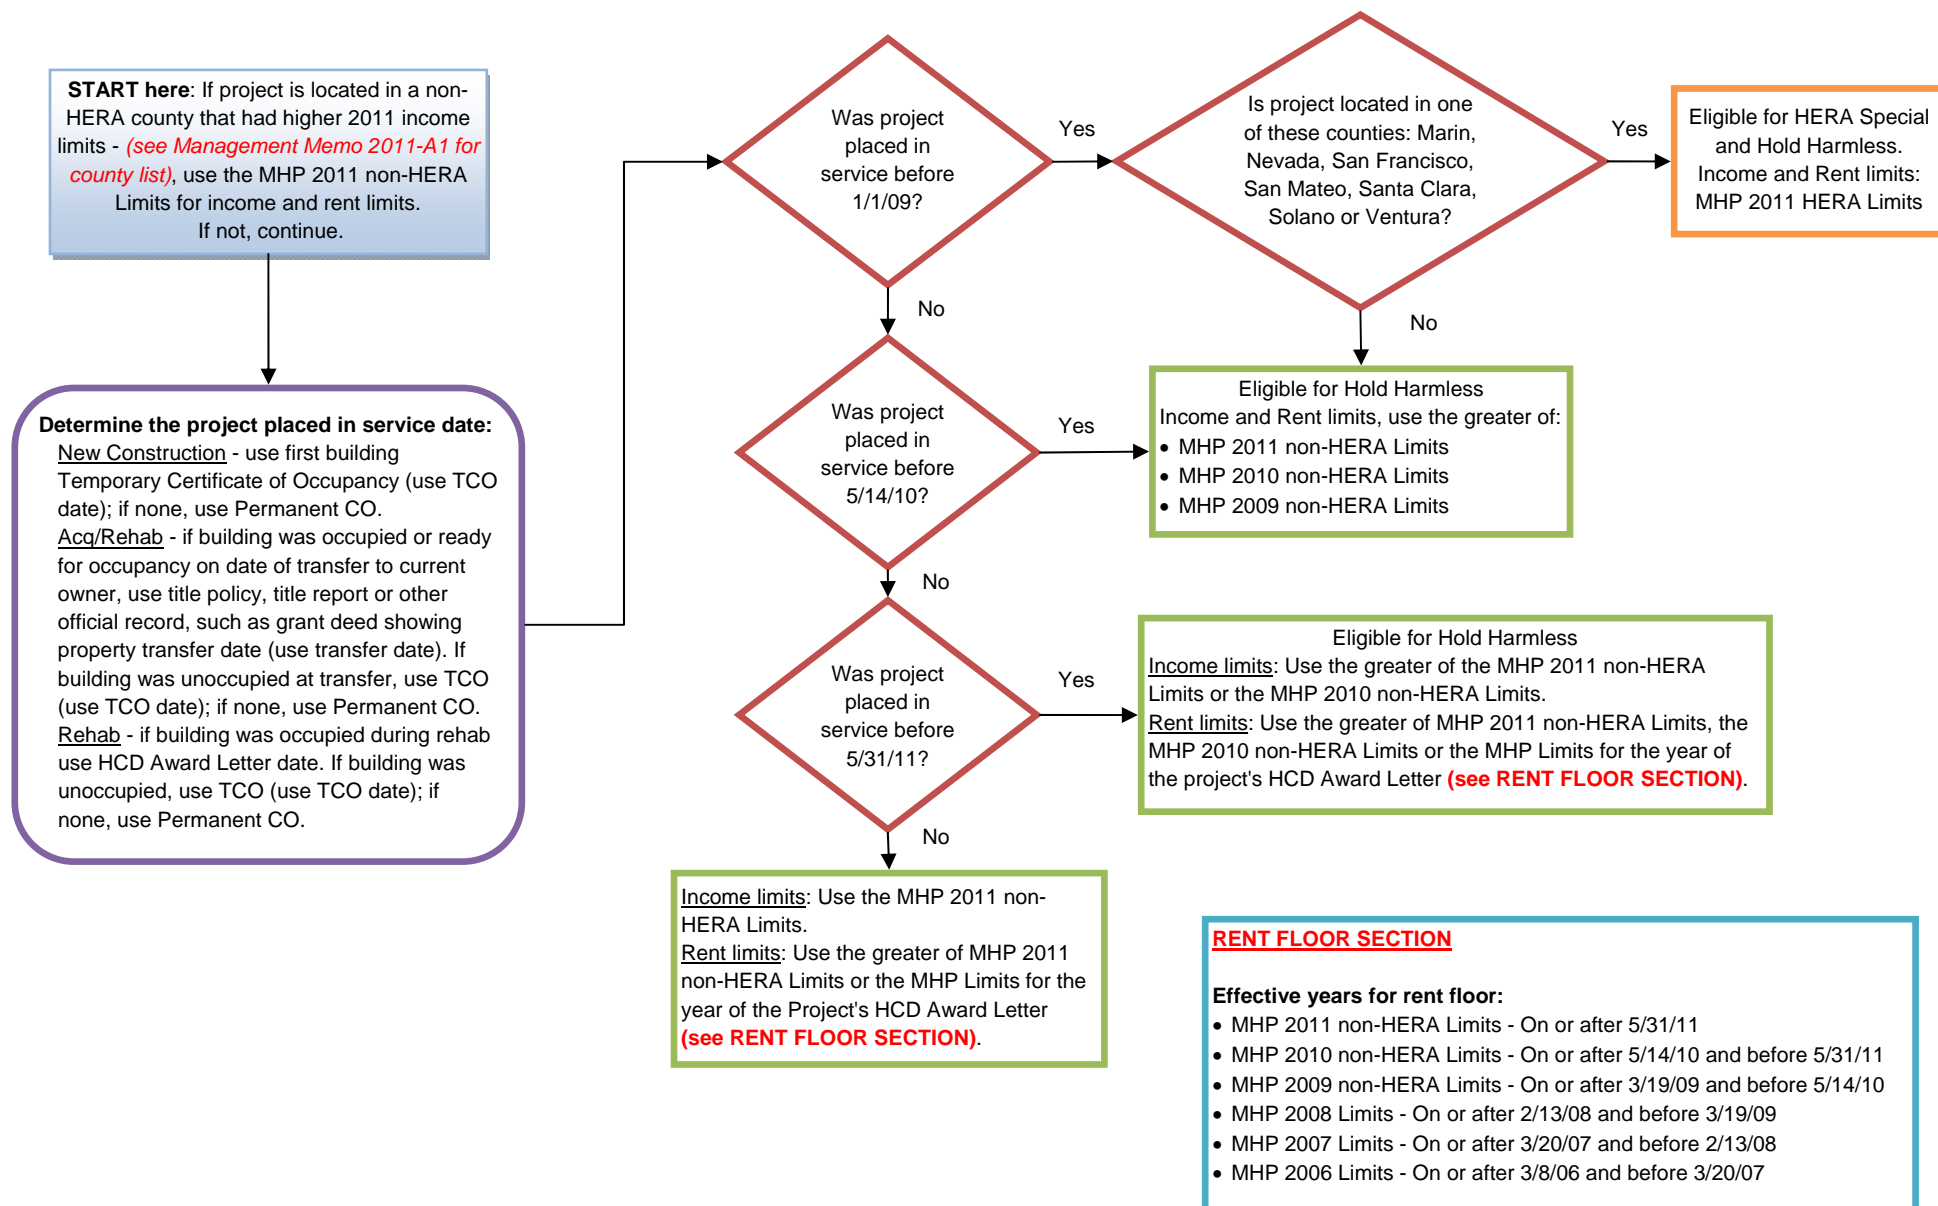 START here: If project is located in a non-
HERA county that had higher 2011 income
limits - (see Management Memo 2011-A1 for
county list), use the MHP 2011 non-HERA
Limits for income and rent limits.
If not, continue.
Determine the project placed in service date:
New Construction - use first building
Temporary Certificate of Occupancy (use TCO
date); if none, use Permanent CO.
Acq/Rehab - if building was occupied or ready
for occupancy on date of transfer to current
owner, use title policy, title report or other
official record, such as grant deed showing
property transfer date (use transfer date). If
building was unoccupied at transfer, use TCO
(use TCO date); if none, use Permanent CO.
Rehab - if building was occupied during rehab
use HCD Award Letter date. If building was
unoccupied, use TCO (use TCO date); if
none, use Permanent CO.
Was project
placed in
service before
1/1/09?
Yes
No
Is project located in one
of these counties: Marin,
Nevada, San Francisco,
San Mateo, Santa Clara,
Solano or Ventura?
Yes
No
Eligible for HERA Special
and Hold Harmless.
Income and Rent limits:
MHP 2011 HERA Limits
Was project
placed in
service before
5/14/10?
Yes
No
Eligible for Hold Harmless
Income and Rent limits, use the greater of:
• MHP 2011 non-HERA Limits
• MHP 2010 non-HERA Limits
• MHP 2009 non-HERA Limits
Was project
placed in
service before
5/31/11?
Yes
No
Eligible for Hold Harmless
Income limits: Use the greater of the MHP 2011 non-HERA
Limits or the MHP 2010 non-HERA Limits.
Rent limits: Use the greater of MHP 2011 non-HERA Limits, the
MHP 2010 non-HERA Limits or the MHP Limits for the year of
the project's HCD Award Letter (see RENT FLOOR SECTION).
Income limits: Use the MHP 2011 non-
HERA Limits.
Rent limits: Use the greater of MHP 2011
non-HERA Limits or the MHP Limits for the
year of the Project's HCD Award Letter
(see RENT FLOOR SECTION).
RENT FLOOR SECTION
Effective years for rent floor:
• MHP 2011 non-HERA Limits - On or after 5/31/11
• MHP 2010 non-HERA Limits - On or after 5/14/10 and before 5/31/11
• MHP 2009 non-HERA Limits - On or after 3/19/09 and before 5/14/10
• MHP 2008 Limits - On or after 2/13/08 and before 3/19/09
• MHP 2007 Limits - On or after 3/20/07 and before 2/13/08
• MHP 2006 Limits - On or after 3/8/06 and before 3/20/07